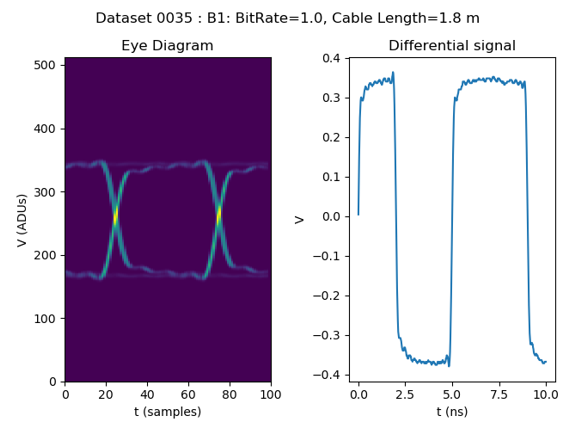 Dataset 0035 : B1: BitRate=1.0, Cable Length=1.8 m
Eye Diagram
Differential signal
500
400
300
200
100
0
V (ADUs)
0 20 40 60 80 100
t (samples)
0.4
0.3
0.2
0.1
0.0
−0.1
−0.2
−0.3
−0.4
V
0.0 2.5 5.0 7.5 10.0
t (ns)